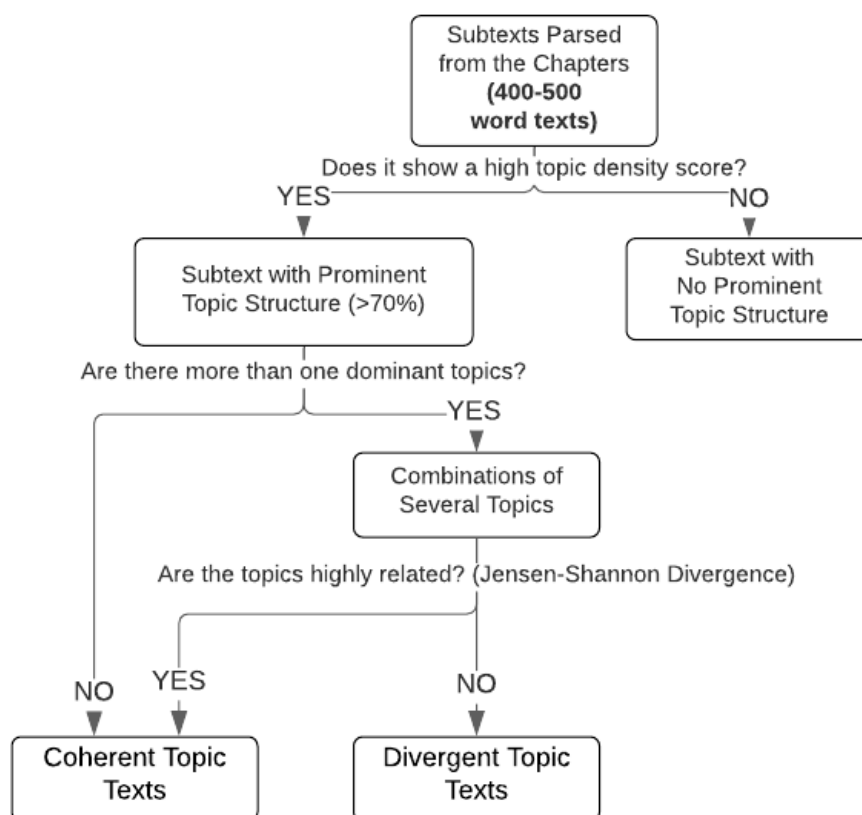 Subtexts Parsed
from the Chapters
(400-500
word texts)
Does it show a high topic density score?
YES
NO
Subtext with Prominent
Topic Structure (>70%)
Subtext with
No Prominent
Topic Structure
Are there more than one dominant topics?
YES
Combinations of
Several Topics
Are the topics highly related? (Jensen-Shannon Divergence)
NO
YES
NO
Coherent Topic
Texts
Divergent Topic
Texts